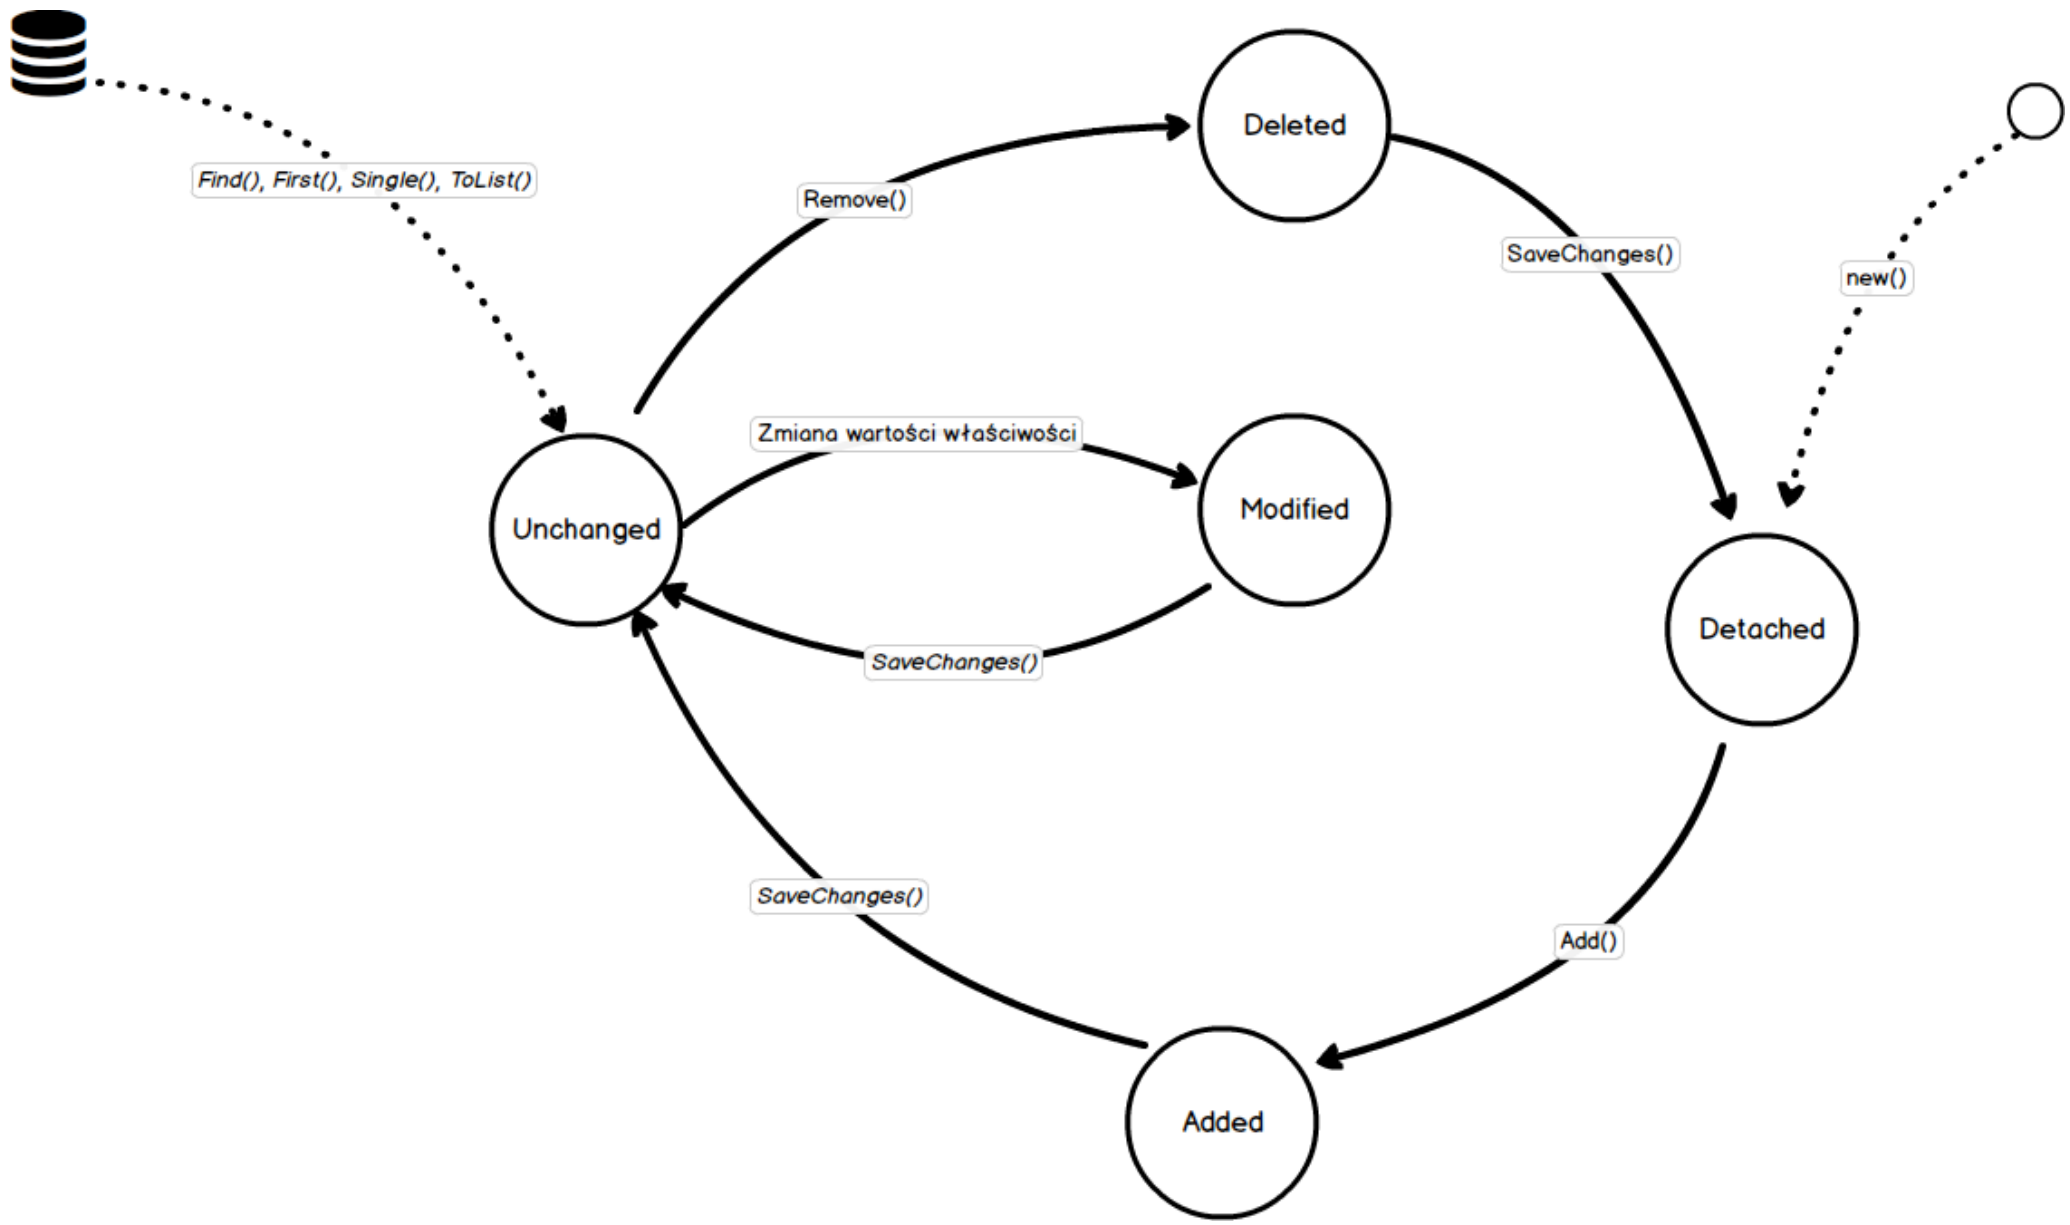 Deleted
Find(), First(), Single(), ToList()
Remove()
SaveChanges()
new()
Zmiana wartości właściwości
Modified
Unchanged
Detached
SaveChanges()
SaveChanges()
Add()
Added